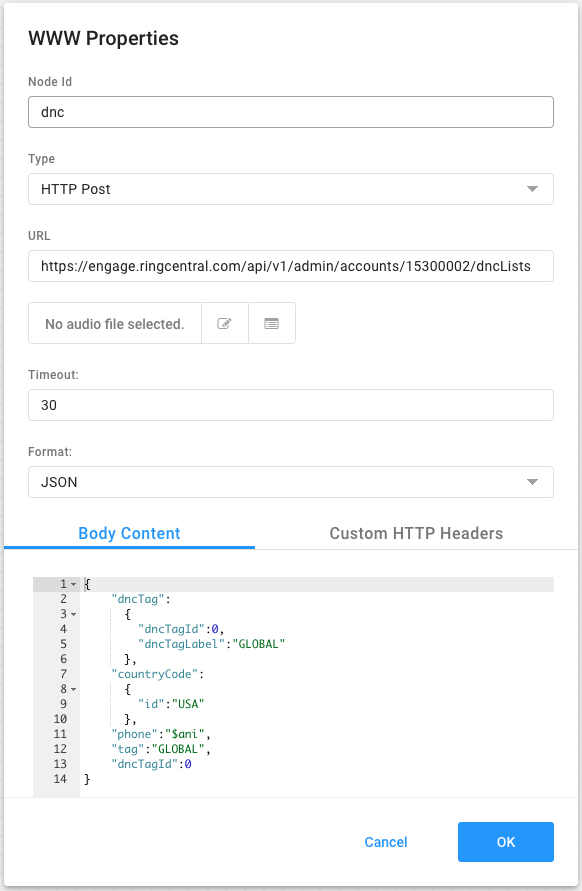 WWW Properties
Node Id
dnc
Type
HTTP Post
URL
https://engage.ringcentral.com/api/v1/admin/accounts/15300002/dncLists
No audio file selected.
Timeout:
30
Format:
JSON
Body Content Custom HTTP Headers
1 {
2 "dncTag":
3 {
4 "dncTagId":0,
5 "dncTagLabel":"GLOBAL"
6 },
7 "countryCode":
8 {
9 "id":"USA"
10 },
11 "phone":"$ani",
12 "tag":"GLOBAL",
13 "dncTagId":0
14 }
Cancel OK